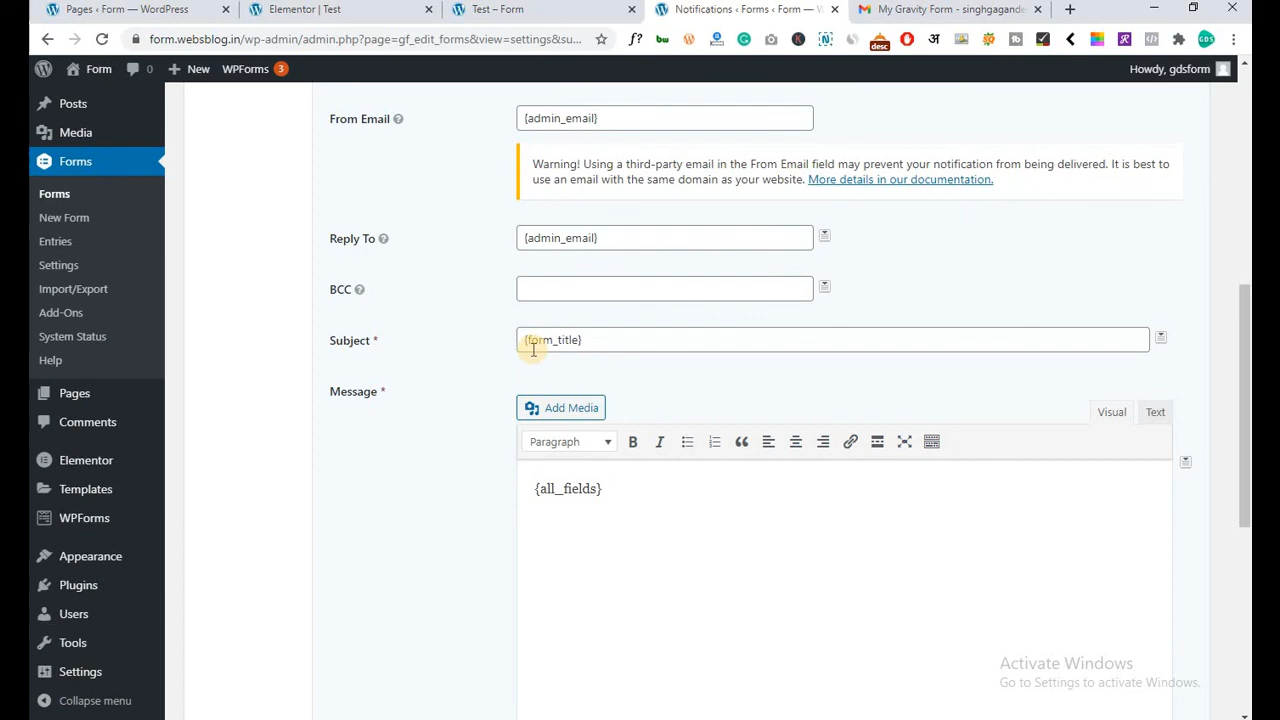 Pages ‹ Form — WordPress
Elementor | Test
Test – Form
Notifications ‹ Forms ‹ Form — W
My Gravity Form - singhgagande
form.websblog.in/wp-admin/admin.php?page=gf_edit_forms&view=settings&su...
f?
bw
desc
अ
GDS
Form
0
New
WPForms
3
Howdy, gdsform
Posts
Media
Forms
Forms
New Form
Entries
Settings
Import/Export
Add-Ons
System Status
Help
Pages
Comments
Elementor
Templates
WPForms
Appearance
Plugins
Users
Tools
Settings
Collapse menu
From Email
{admin_email}
Warning! Using a third-party email in the From Email field may prevent your notification from being delivered. It is best to
use an email with the same domain as your website. More details in our documentation.
Reply To
{admin_email}
BCC
Subject *
{form_title}
Message *
Add Media
Visual
Text
Paragraph
B
I
{all_fields}
Activate Windows
Go to Settings to activate Windows.